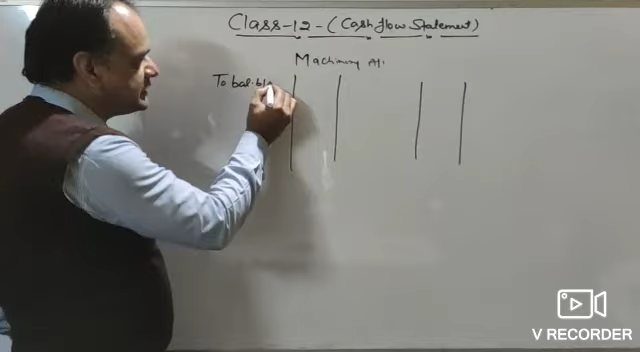 Class-12-(Cash flow Statement)
Machinery A/c
To bal. b/d
V RECORDER